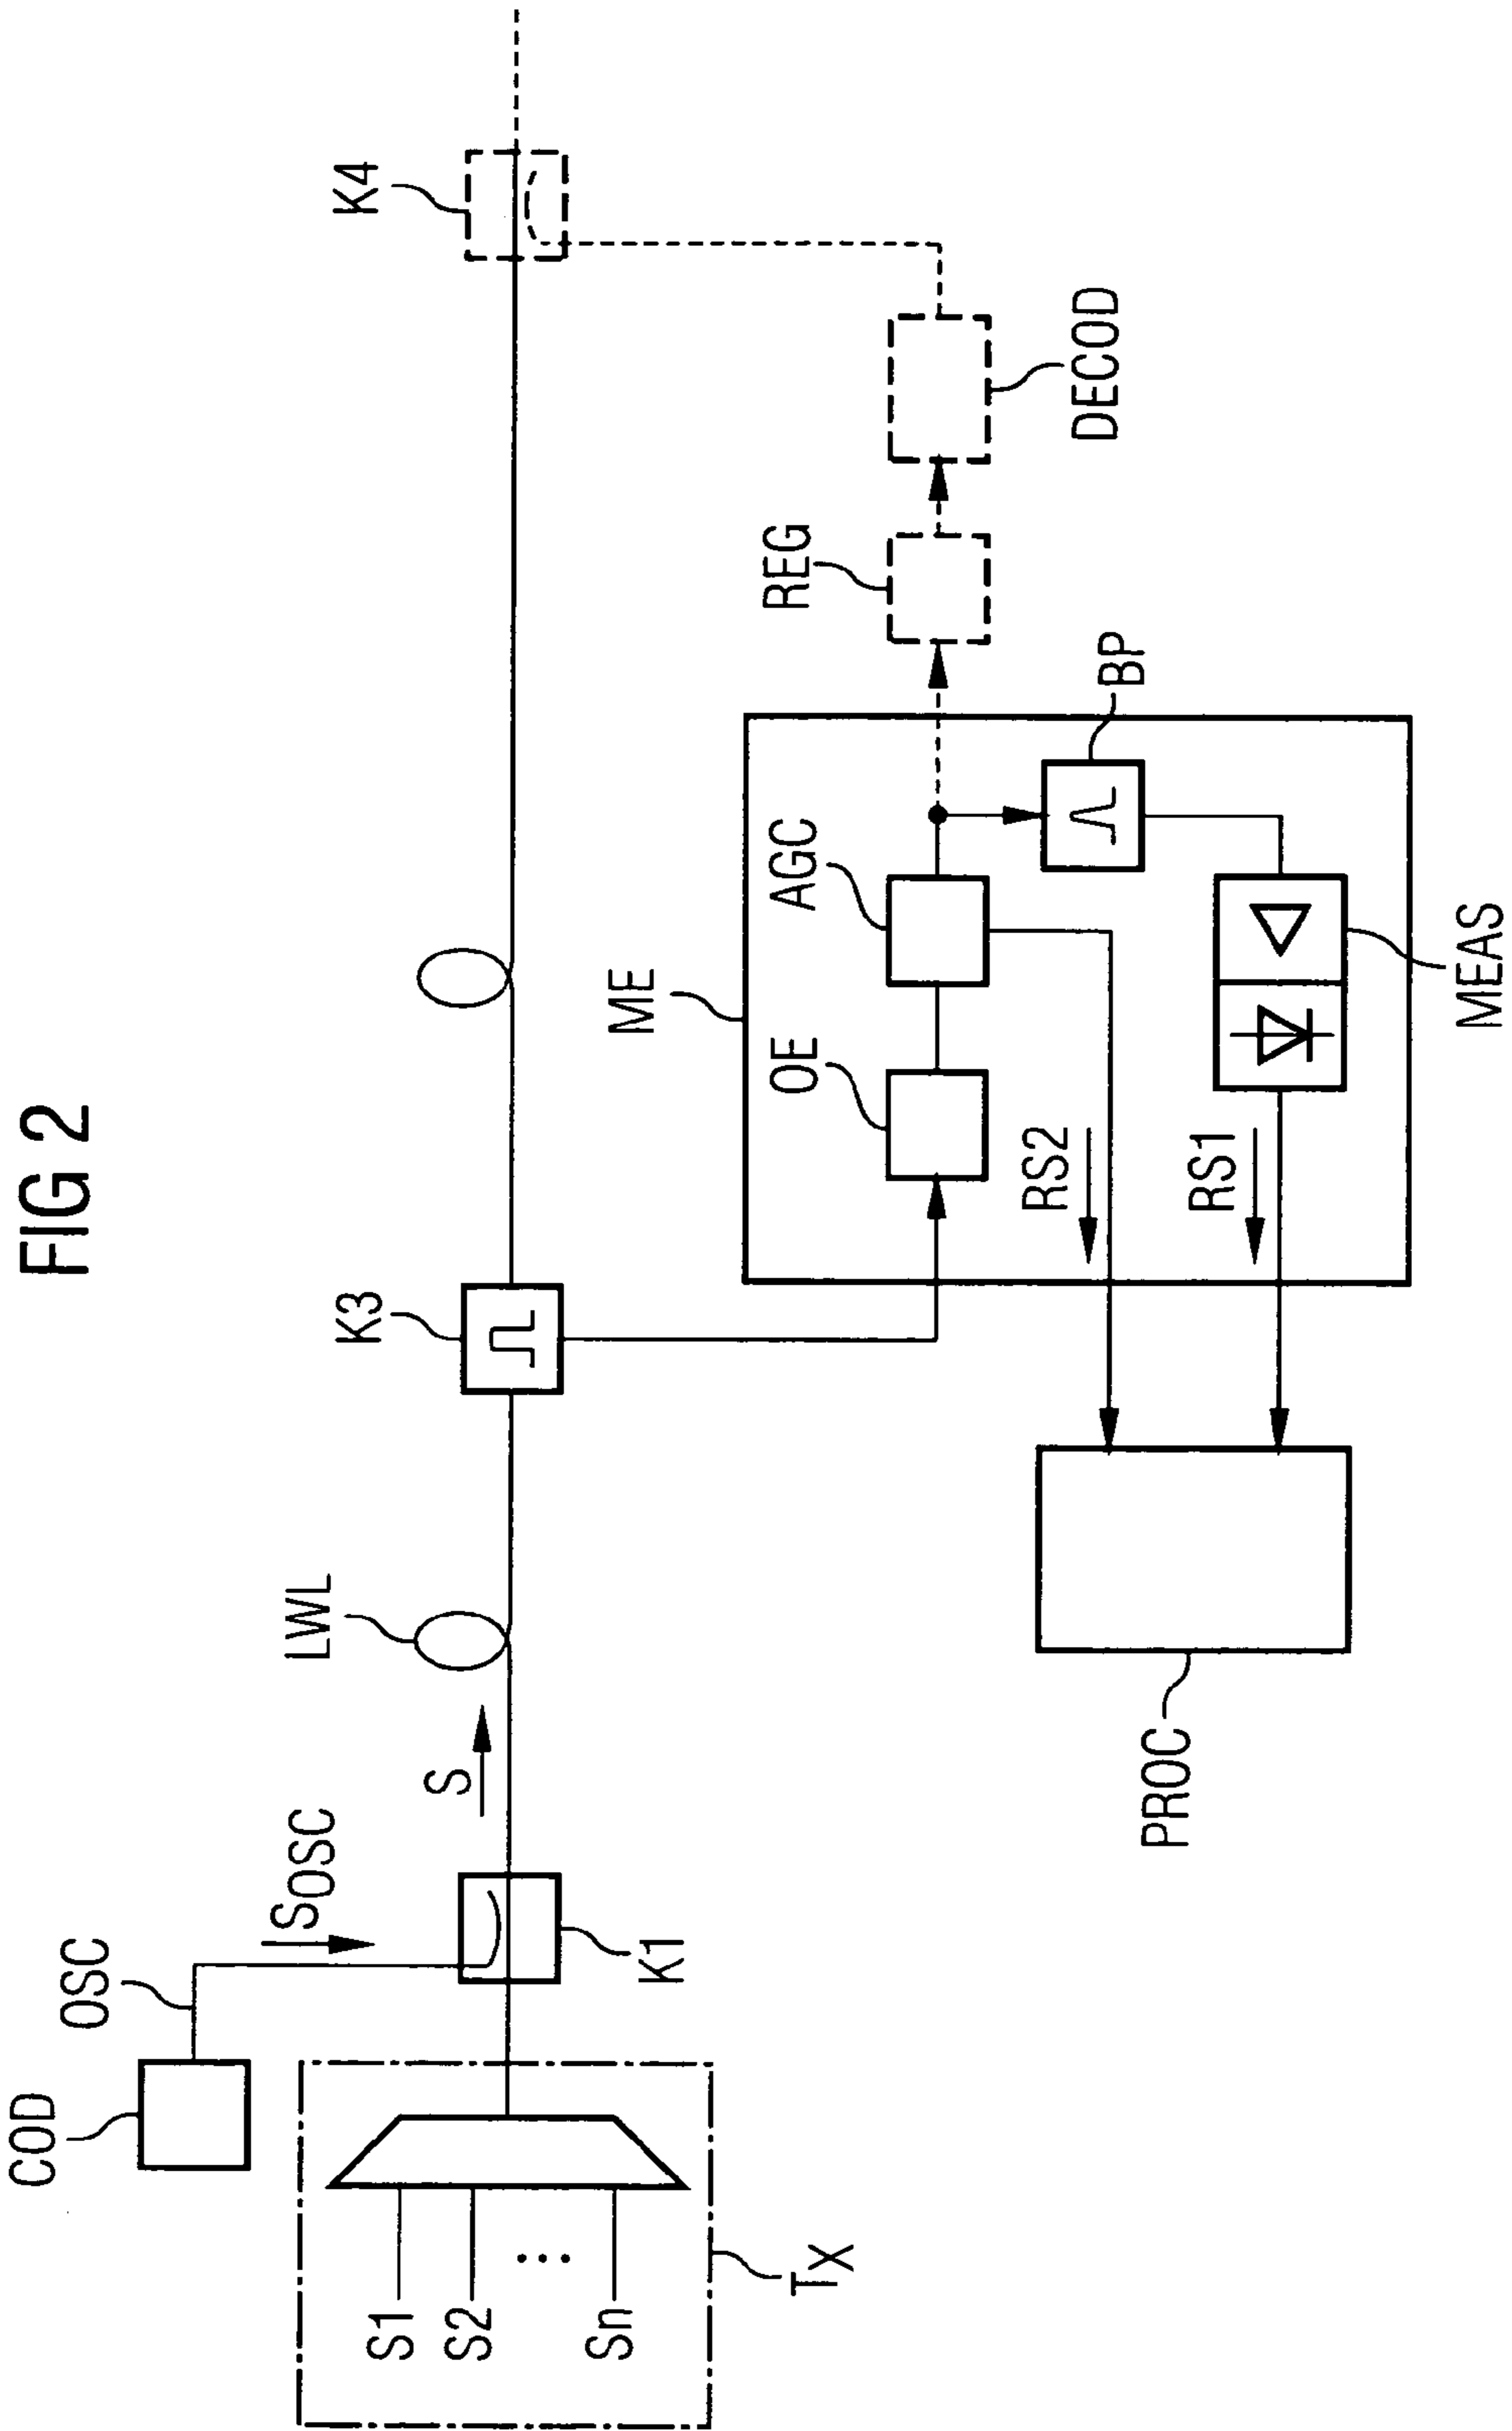 FIG 2
COD
OSC
SOSC
S
LWL
K3
K4
K1
S1
S2
...
Sn
TX
ME
OE
AGC
REG
DECOD
BP
RS2
RS1
MEAS
PROC